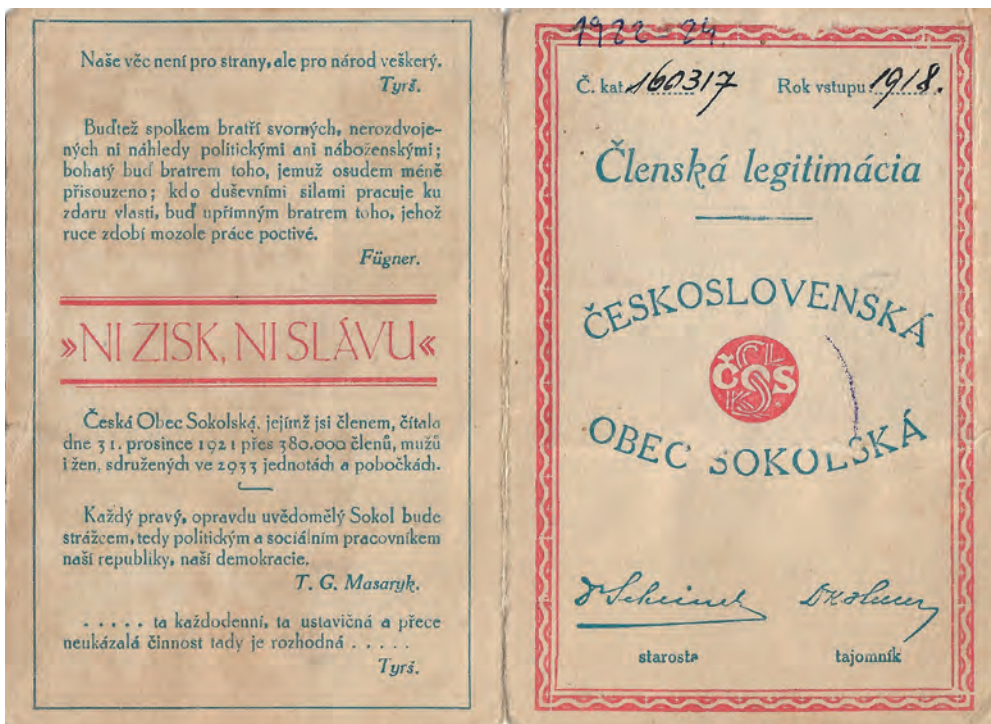 Naše věc není pro strany, ale pro národ veškerý.
Tyrš.
Buďtež spolkem bratří svorných, nerozdvoje-
ných ni náhledy politickými ani náboženskými;
bohatý buď bratrem toho, jemuž osudem méně
přisouzeno; kdo duševními silami pracuje ku
zdaru vlasti, buď upřímným bratrem toho, jehož
ruce zdobí mozole práce poctivé.
Fügner.
»NI ZISK, NI SLÁVU«
Česká Obec Sokolská, jejímž jsi členem, čítala
dne 31. prosince 1921 přes 380.000 členů, mužů
i žen, sdružených ve 2933 jednotách a pobočkách.
Každý pravý, opravdu uvědomělý Sokol bude
strážcem, tedy politickým a sociálním pracovníkem
naší republiky, naší demokracie.
T. G. Masaryk.
. . . . . ta každodenní, ta ustavičná a přece
neukázalá činnost tady je rozhodná . . . . .
Tyrš.
1922-24.
Č. kat. 160317 Rok vstupu 1918.
Členská legitimácia
ČESKOSLOVENSKÁ
ČOS
OBEC SOKOLSKÁ
Dr Scheiner
starosta tajomník